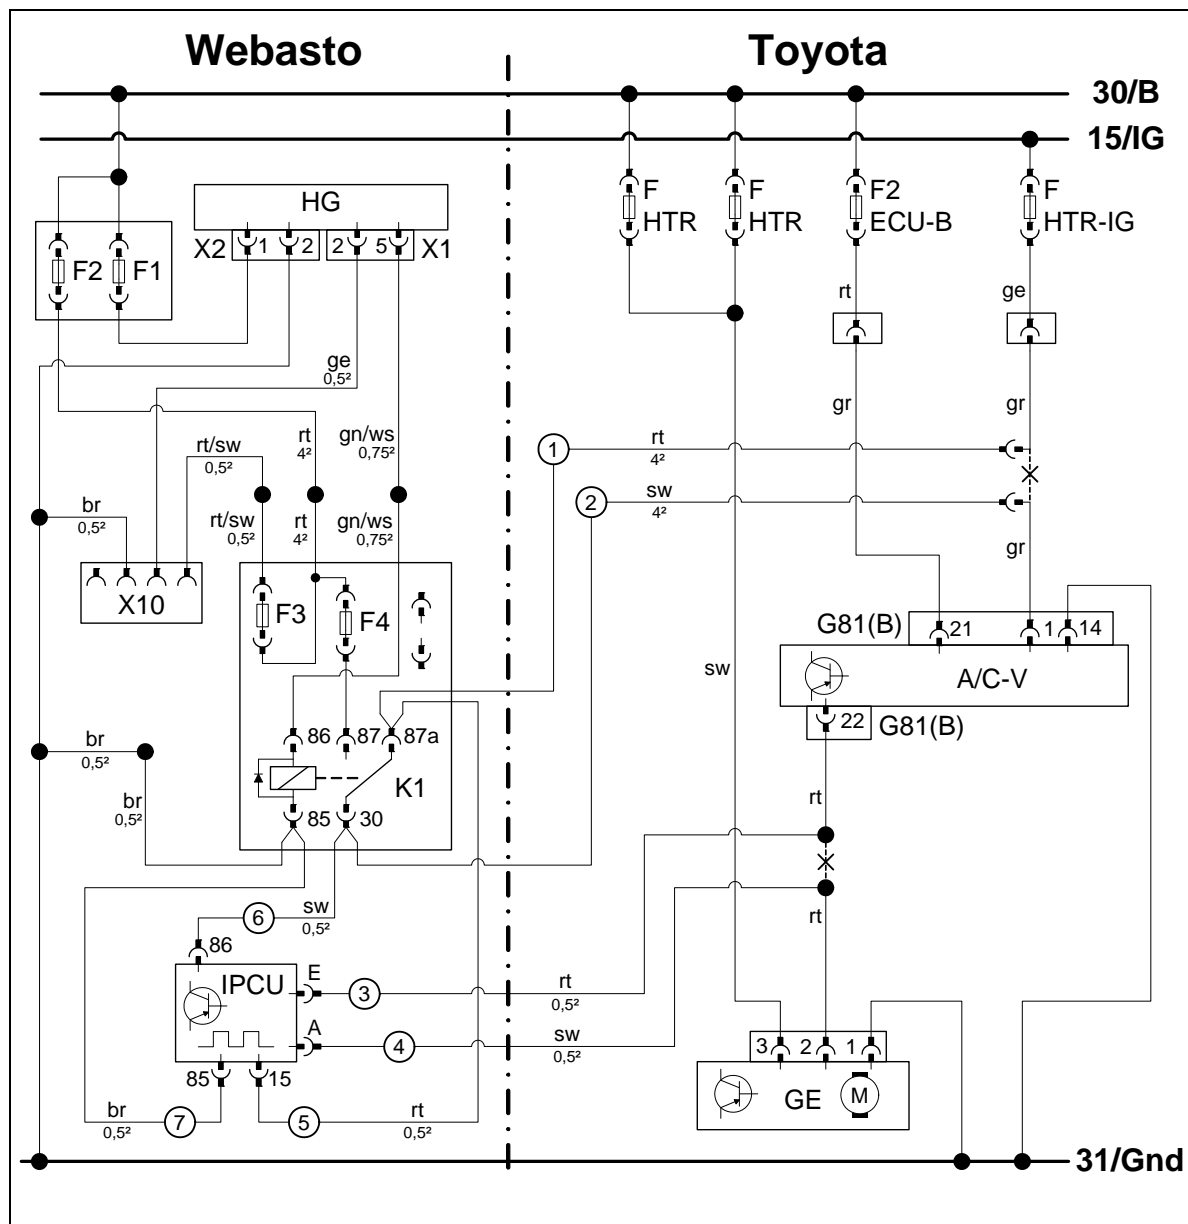 Webasto
Toyota
30/B
15/IG
HG
F
HTR
F
HTR
F2
ECU-B
F
HTR-IG
X2
1
2
2
5
X1
F2
F1
rt
ge
ge
0,5²
gr
gr
rt/sw
0,5²
rt
4²
gn/ws
0,75²
1
rt
4²
2
sw
4²
br
0,5²
rt/sw
0,5²
rt
4²
gn/ws
0,75²
gr
X10
F3
F4
G81(B)
21
1
14
A/C-V
sw
22
G81(B)
86
87
87a
K1
85
30
br
0,5²
br
0,5²
rt
rt
6
sw
0,5²
86
IPCU
E
3
rt
0,5²
A
4
sw
0,5²
3
2
1
GE
M
85
15
br
0,5²
7
5
rt
0,5²
31/Gnd